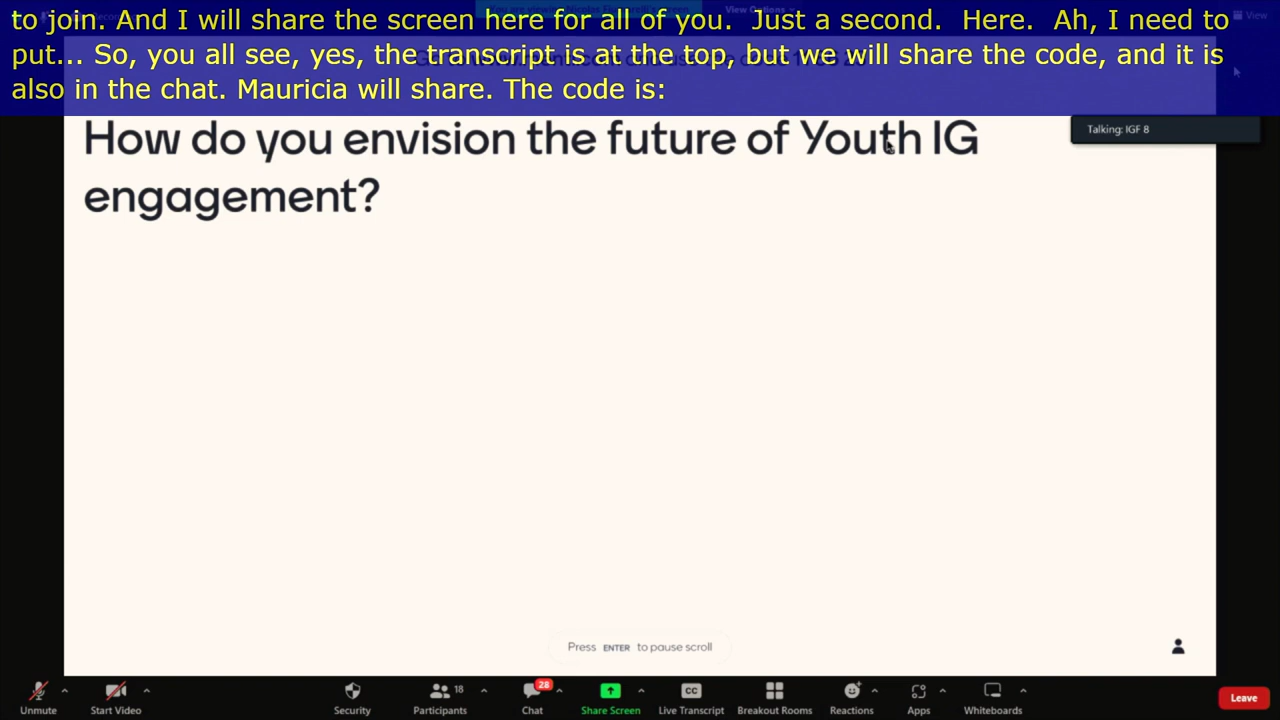 to join. And I will share the screen here for all of you. Just a second. Here. Ah, I need to
put... So, you all see, yes, the transcript is at the top, but we will share the code, and it is
also in the chat. Mauricia will share. The code is:
View Options
View
Talking: IGF 8
How do you envision the future of Youth IG
engagement?
Press ENTER to pause scroll
Unmute
Start Video
Security
18
Participants
28
Chat
Share Screen
CC
Live Transcript
Breakout Rooms
Reactions
Apps
Whiteboards
Leave